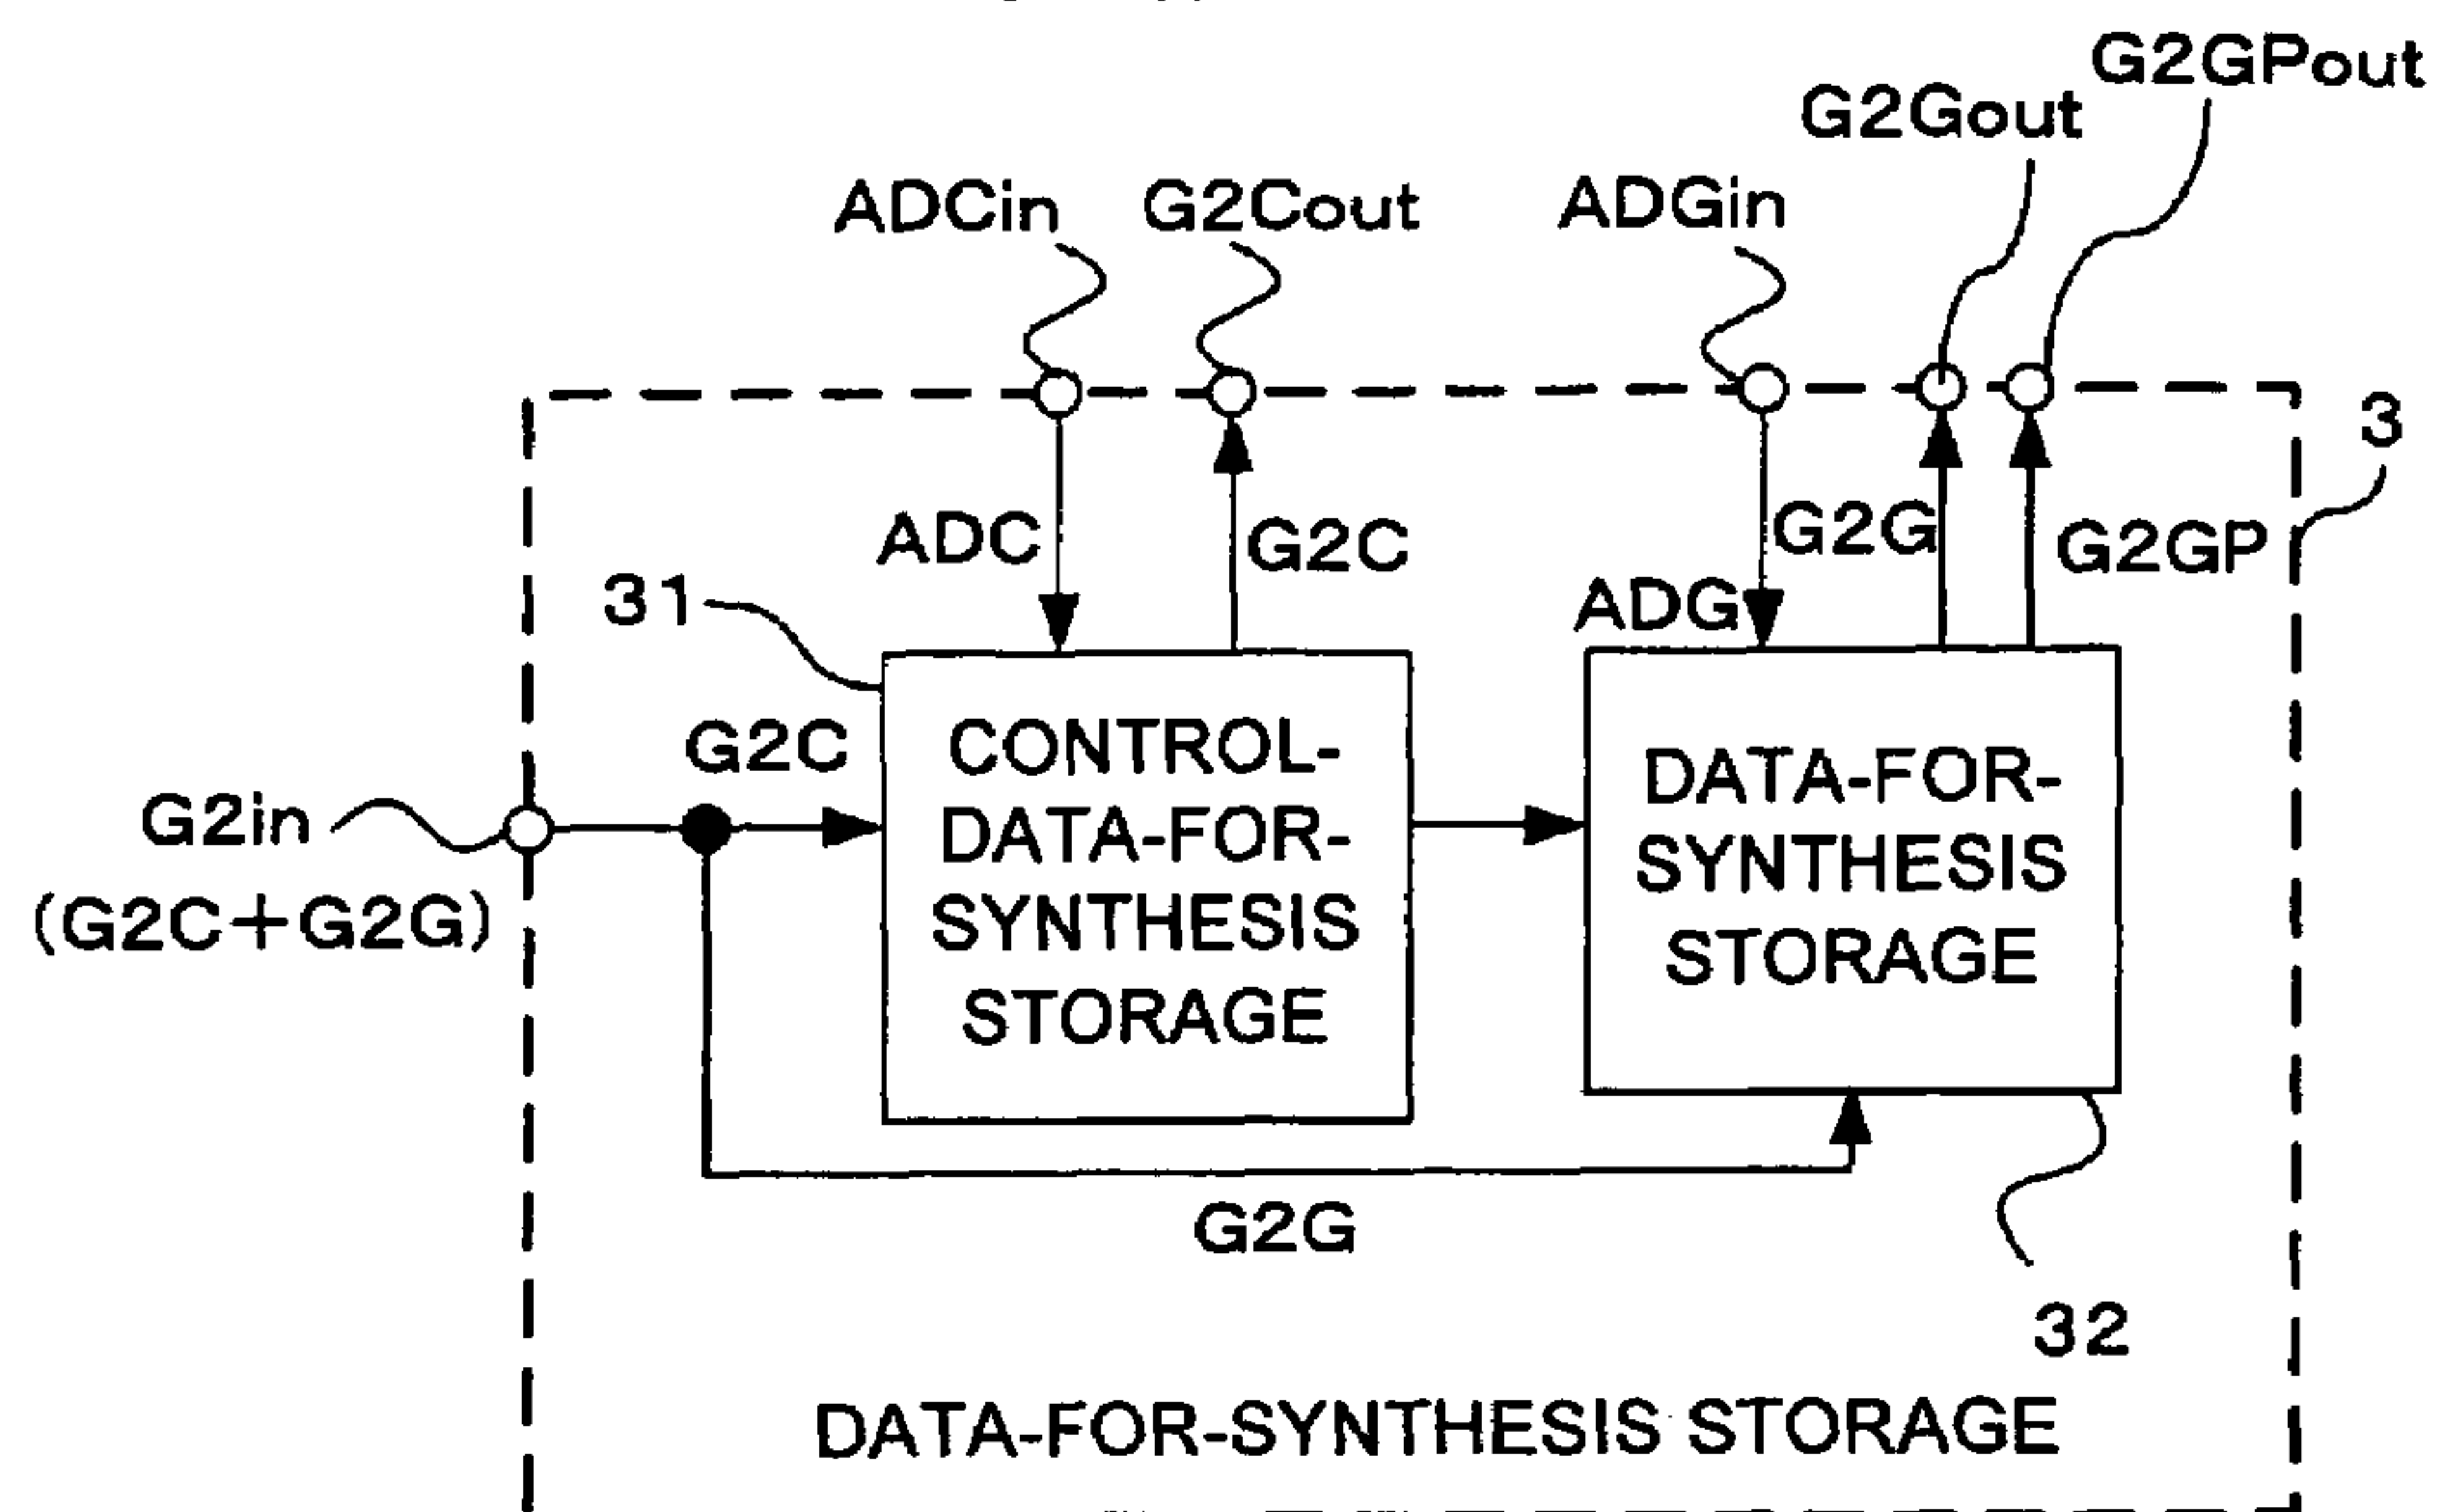 G2GPout
G2Gout
ADCin
G2Cout
ADGin
3
ADC
G2C
G2G
G2GP
31
ADG
G2C
CONTROL-
DATA-FOR-
SYNTHESIS
STORAGE
DATA-FOR-
SYNTHESIS
STORAGE
G2in
(G2C+G2G)
G2G
32
DATA-FOR-SYNTHESIS STORAGE